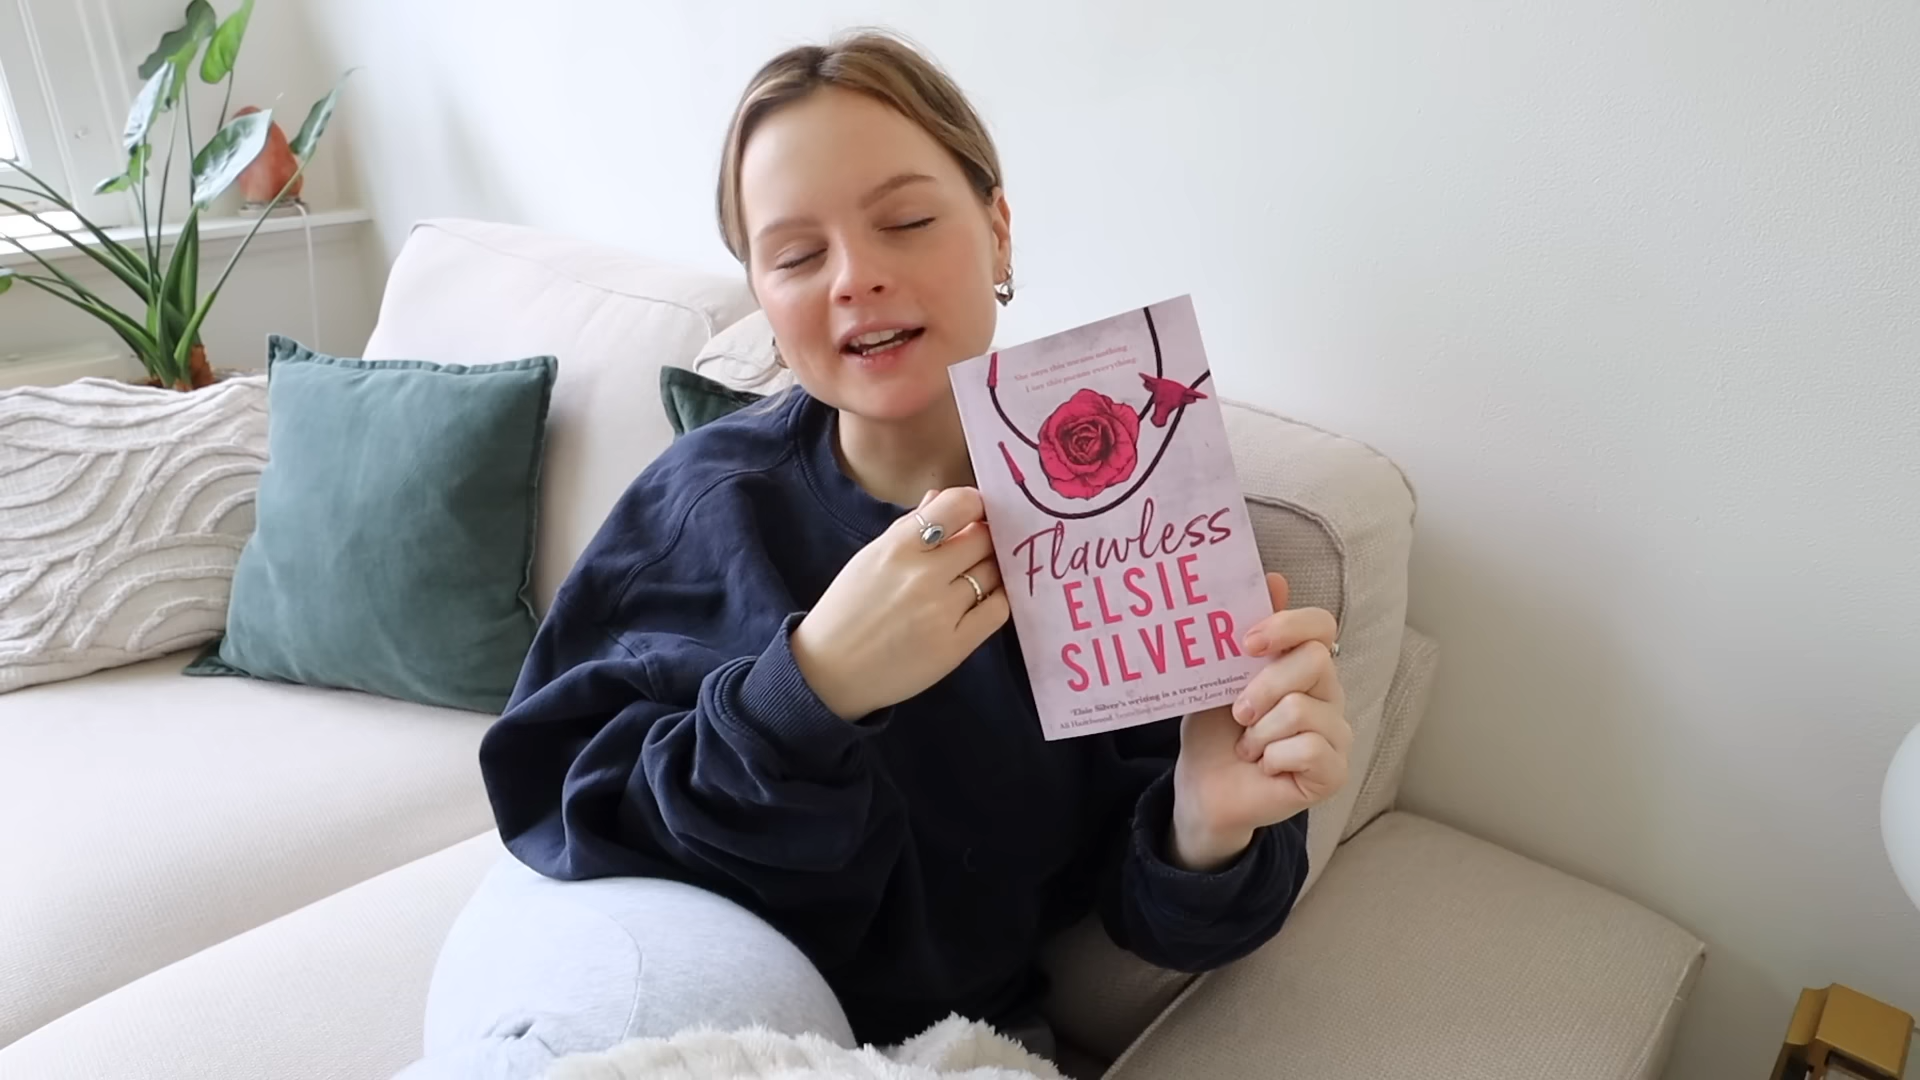 She says this means nothing
I say this means everything.
Flawless
ELSIE
SILVER
'Elsie Silver's writing is a true revelation!'
Ali Hazelwood, bestselling author of The Love Hyp